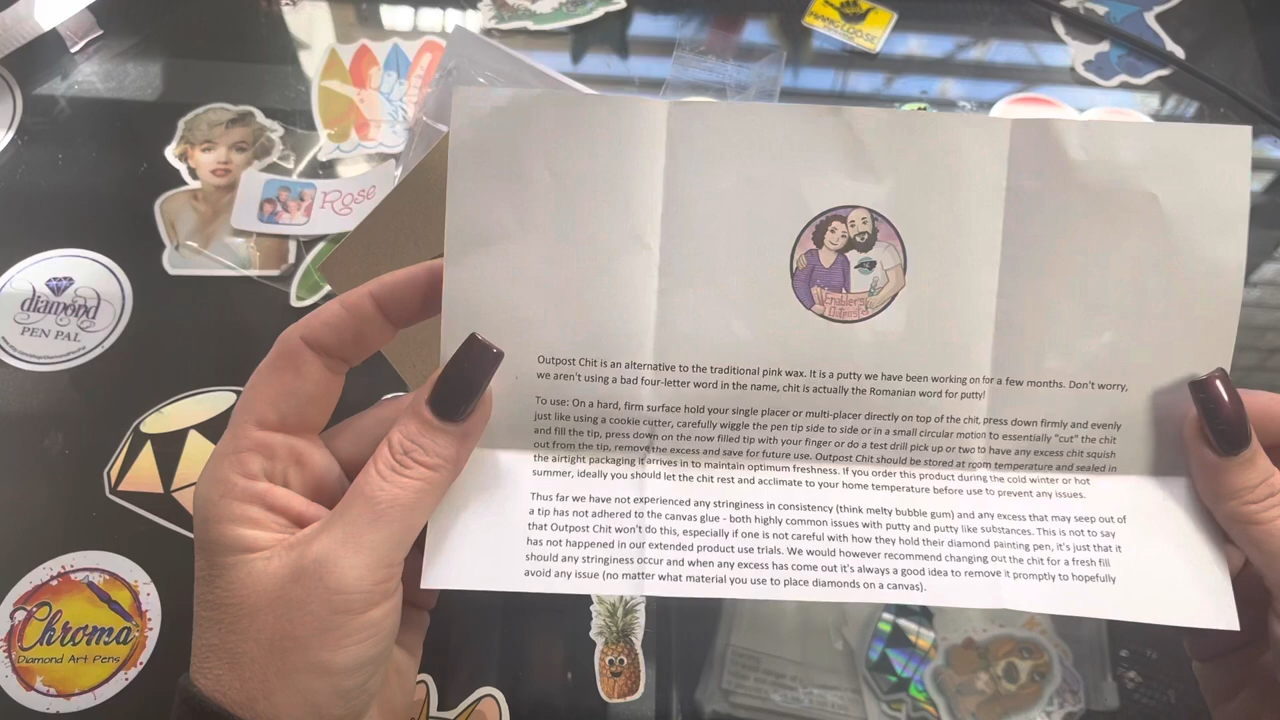 HANG LOOSE
Rose
diamond
PEN PAL
Enablers
Outpost
Outpost Chit is an alternative to the traditional pink wax. It is a putty we have been working on for a few months. Don't worry,
we aren't using a bad four-letter word in the name, chit is actually the Romanian word for putty!
To use: On a hard, firm surface hold your single placer or multi-placer directly on top of the chit, press down firmly and evenly
just like using a cookie cutter, carefully wiggle the pen tip side to side or in a small circular motion to essentially "cut" the chit
and fill the tip, press down on the now filled tip with your finger or do a test drill pick up or two to have any excess chit squish
out from the tip, remove the excess and save for future use. Outpost Chit should be stored at room temperature and sealed in
the airtight packaging it arrives in to maintain optimum freshness. If you order this product during the cold winter or hot
summer, ideally you should let the chit rest and acclimate to your home temperature before use to prevent any issues.
Thus far we have not experienced any stringiness in consistency (think melty bubble gum) and any excess that may seep out of
a tip has not adhered to the canvas glue - both highly common issues with putty and putty like substances. This is not to say
that Outpost Chit won't do this, especially if one is not careful with how they hold their diamond painting pen, it's just that it
has not happened in our extended product use trials. We would however recommend changing out the chit for a fresh fill
should any stringiness occur and when any excess has come out it's always a good idea to remove it promptly to hopefully
avoid any issue (no matter what material you use to place diamonds on a canvas).
Chroma
Diamond Art Pens